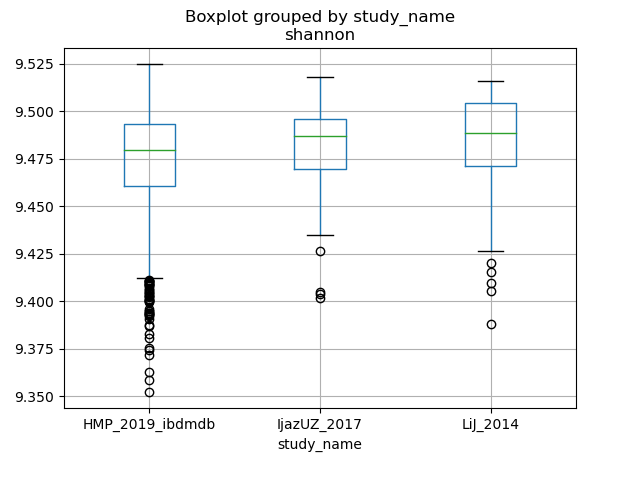 Boxplot grouped by study_name
shannon
9.525
9.500
9.475
9.450
9.425
9.400
9.375
9.350
HMP_2019_ibdmdb IjazUZ_2017 LiJ_2014
study_name